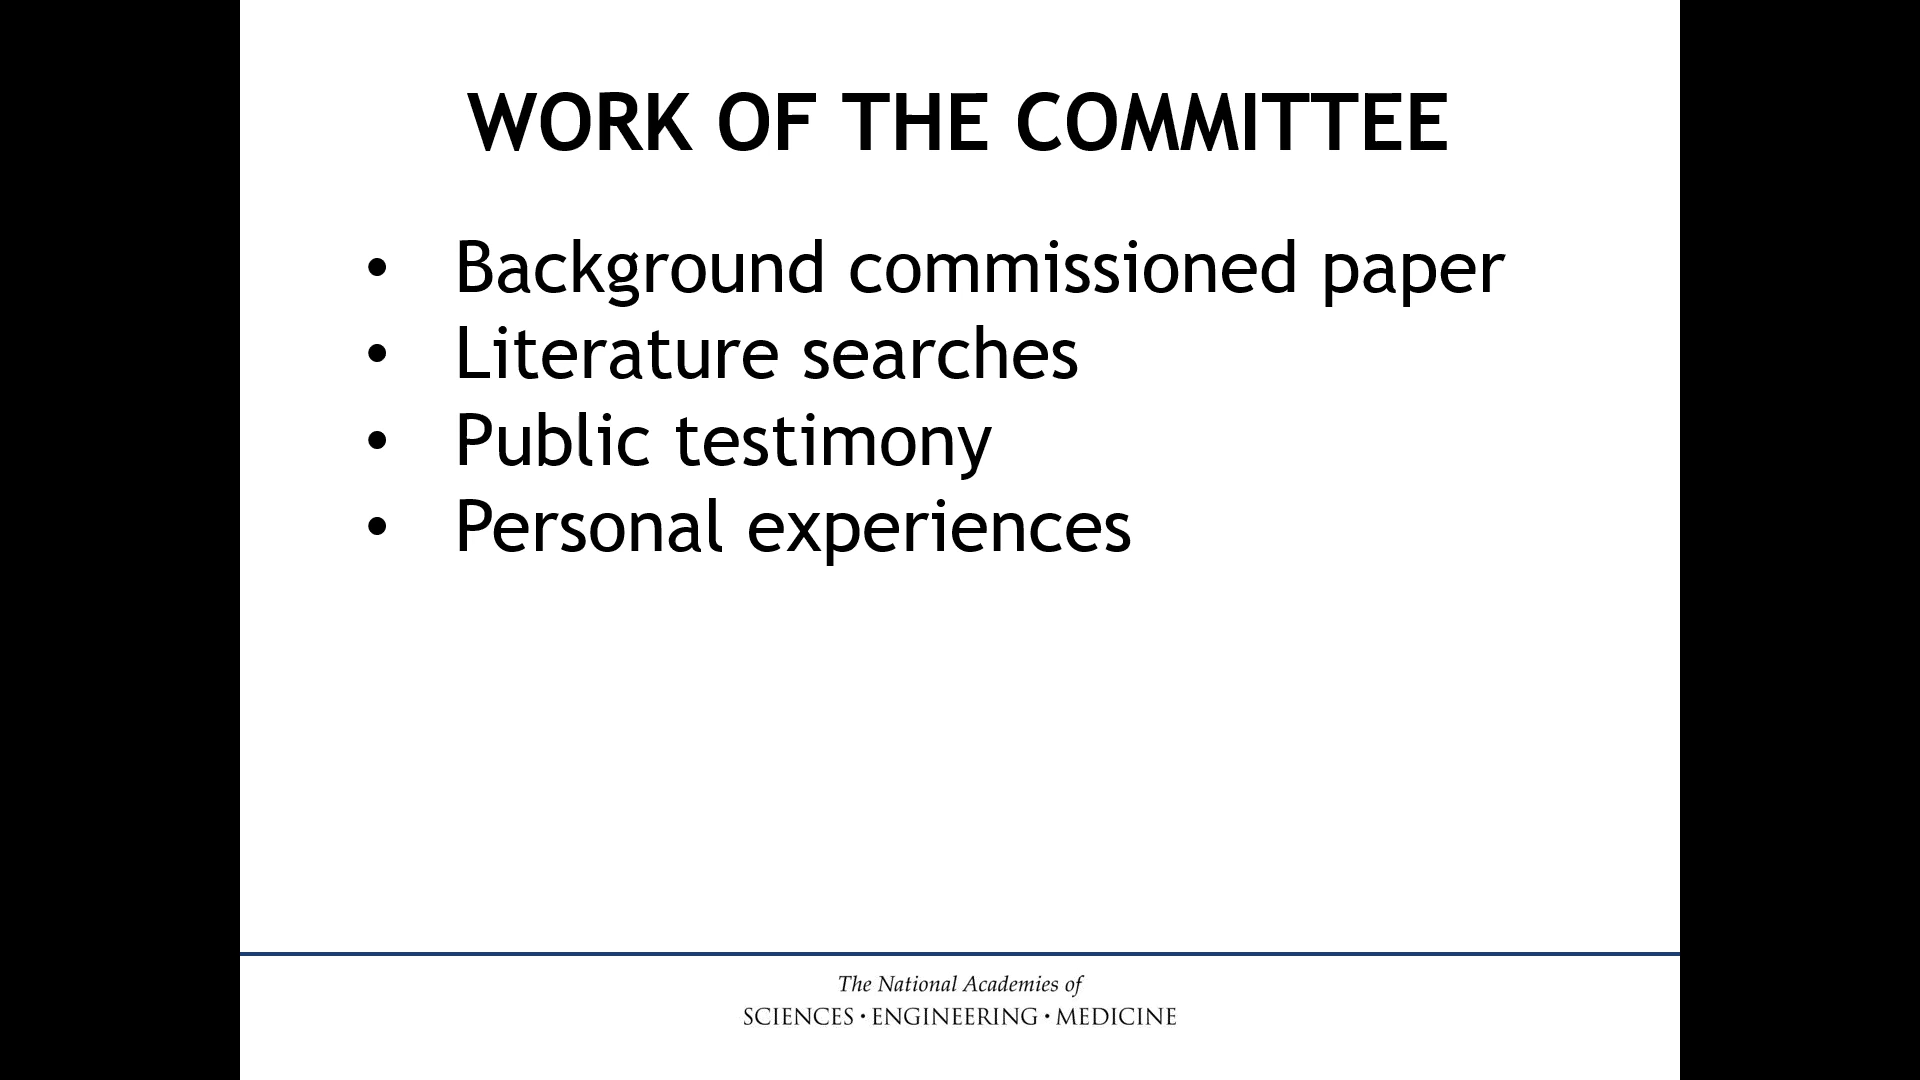 WORK OF THE COMMITTEE
• Background commissioned paper
• Literature searches
• Public testimony
• Personal experiences
The National Academies of
SCIENCES • ENGINEERING • MEDICINE